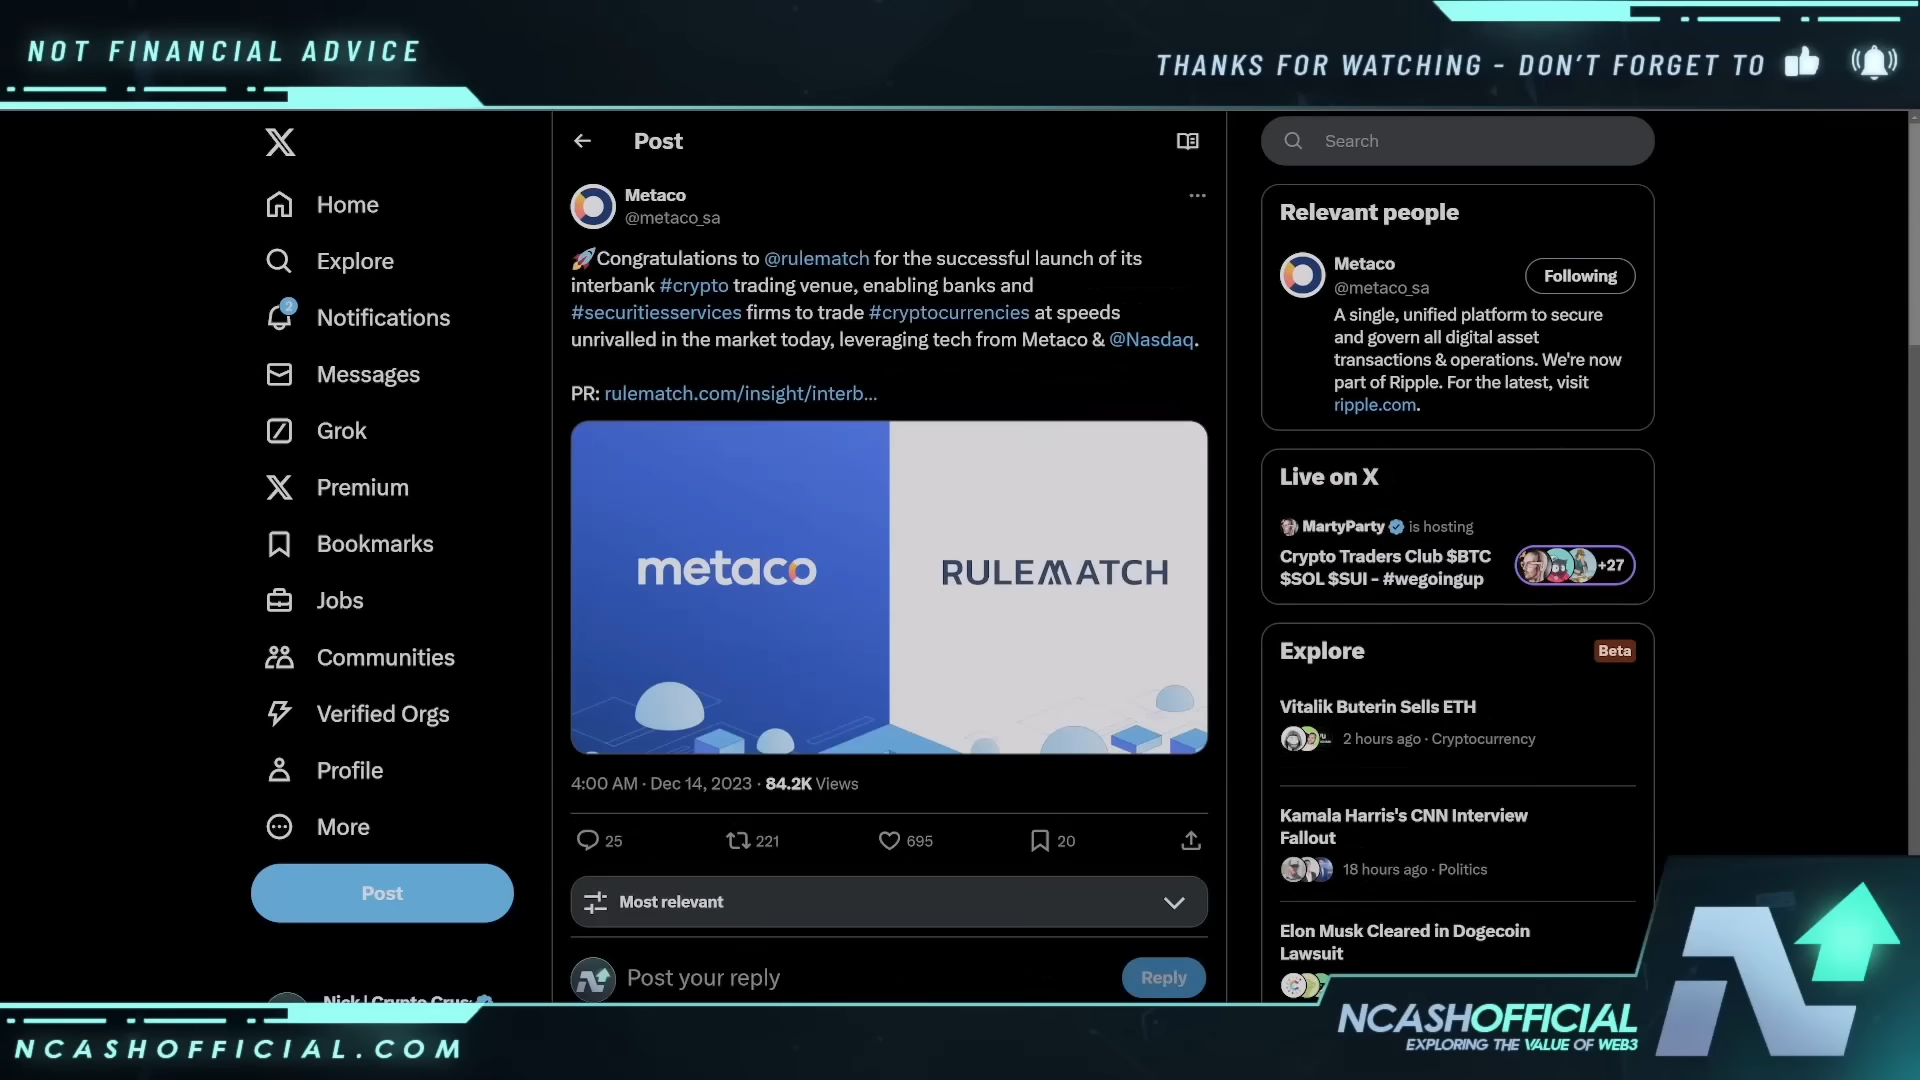 NOT FINANCIAL ADVICE
THANKS FOR WATCHING - DON'T FORGET TO
Home
Explore
2
Notifications
Messages
Grok
Premium
Bookmarks
Jobs
Communities
Verified Orgs
Profile
More
Post
Nick | Crypto Crus
Post
Metaco
@metaco_sa
🚀Congratulations to @rulematch for the successful launch of its
interbank #crypto trading venue, enabling banks and
#securitiesservices firms to trade #cryptocurrencies at speeds
unrivalled in the market today, leveraging tech from Metaco & @Nasdaq.
PR: rulematch.com/insight/interb...
metaco
RULEMATCH
4:00 AM · Dec 14, 2023 · 84.2K Views
25 221 695 20
Most relevant
Post your reply
Reply
Search
Relevant people
Metaco
@metaco_sa
Following
A single, unified platform to secure
and govern all digital asset
transactions & operations. We're now
part of Ripple. For the latest, visit
ripple.com.
Live on X
MartyParty is hosting
Crypto Traders Club $BTC
$SOL $SUI - #wegoingup
+27
Explore
Beta
Vitalik Buterin Sells ETH
2 hours ago · Cryptocurrency
Kamala Harris's CNN Interview
Fallout
18 hours ago · Politics
Elon Musk Cleared in Dogecoin
Lawsuit
NCASHOFFICIAL.COM
NCASHOFFICIAL
EXPLORING THE VALUE OF WEB3